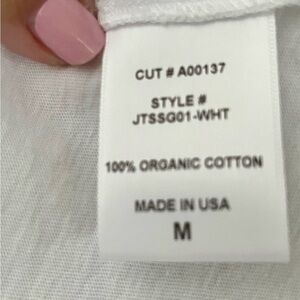 CUT # A00137
STYLE #
JTSSG01-WHT
100% ORGANIC COTTON
MADE IN USA
M